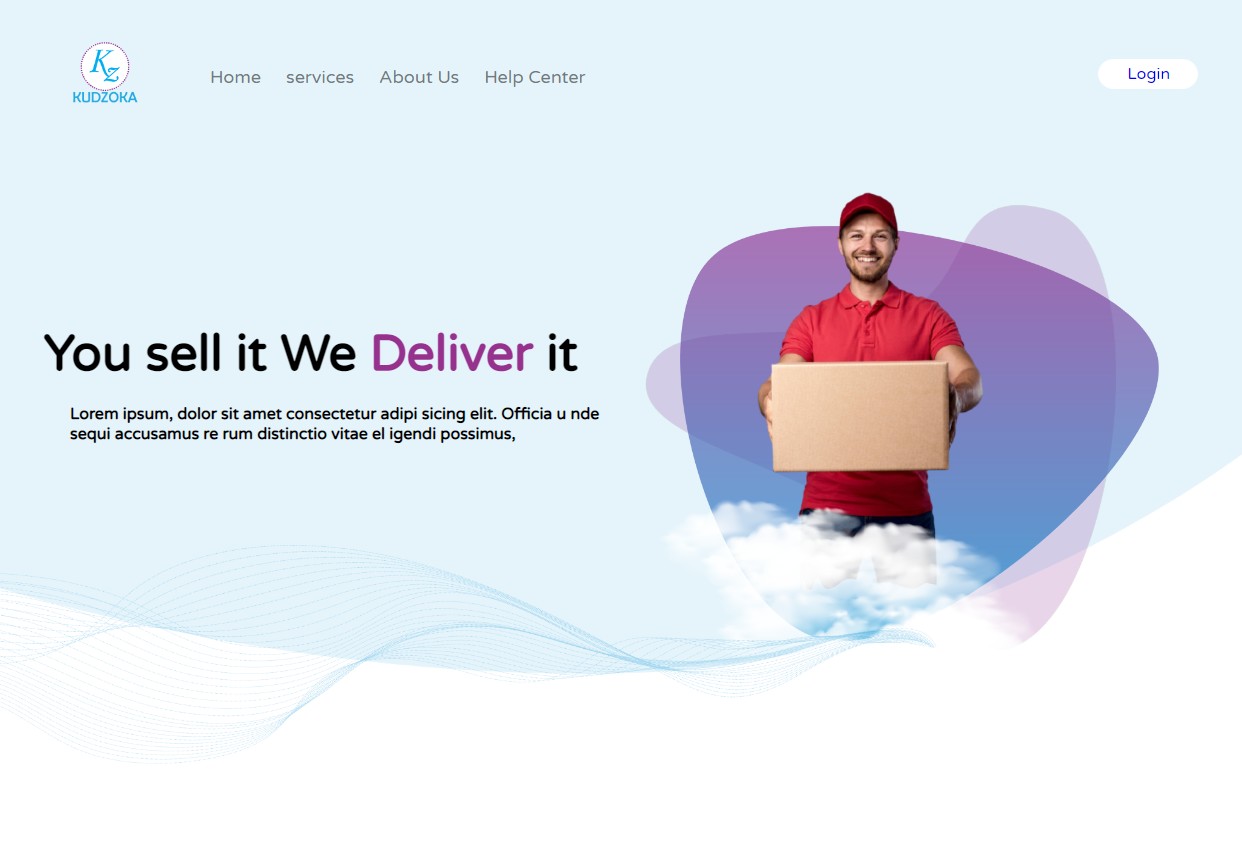 Kz
KUDZOKA
Home services About Us Help Center
Login
You sell it We Deliver it
Lorem ipsum, dolor sit amet consectetur adipi sicing elit. Officia u nde
sequi accusamus re rum distinctio vitae el igendi possimus,